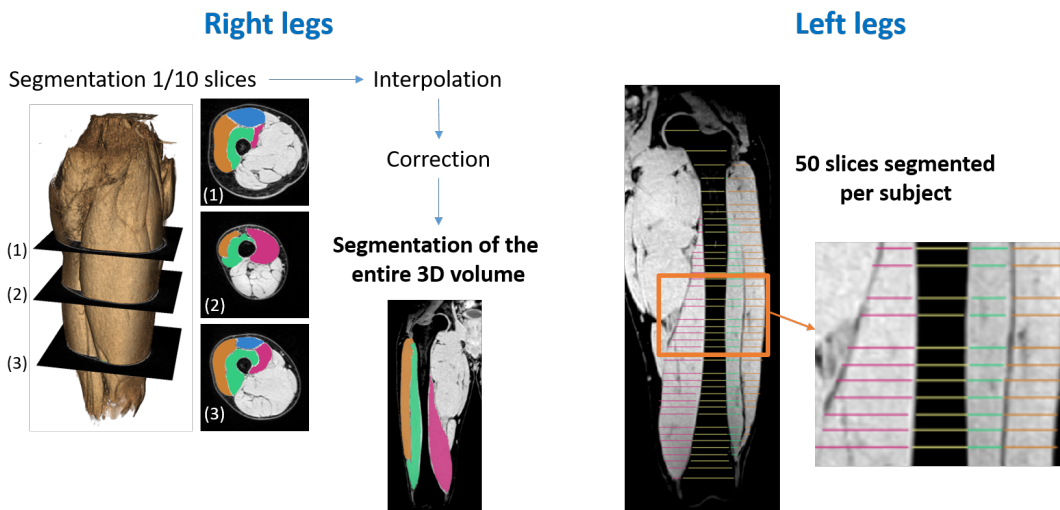 Right legs
Segmentation 1/10 slices
Interpolation
Correction
Segmentation of the
entire 3D volume
(1)
(2)
(3)
(1)
(2)
(3)
Left legs
50 slices segmented
per subject